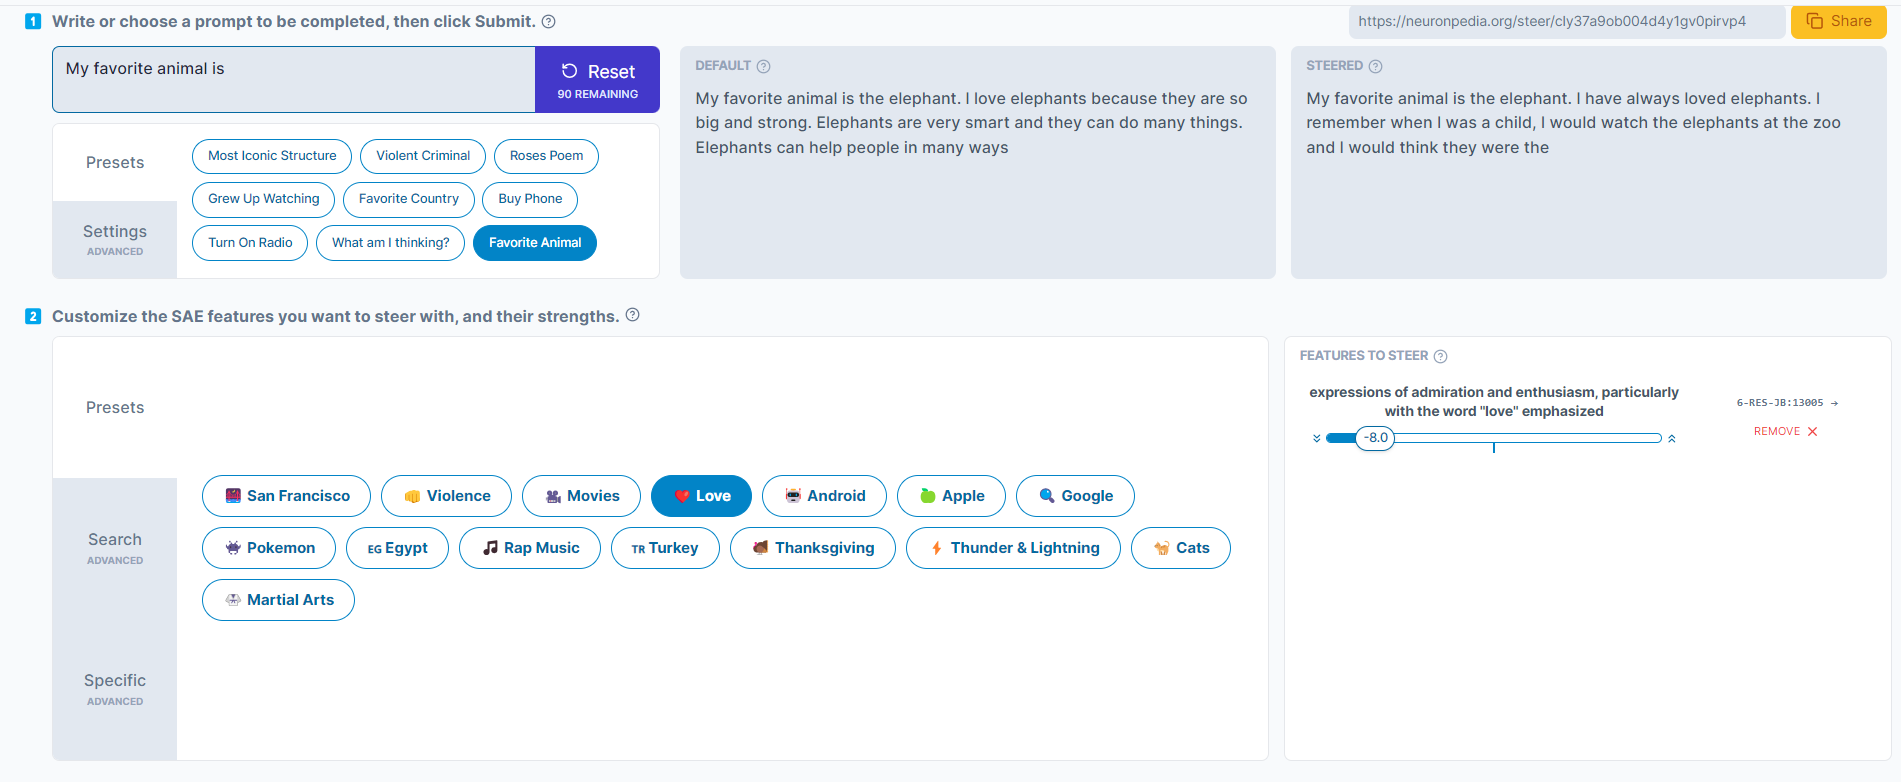 1 Write or choose a prompt to be completed, then click Submit. ?
https://neuronpedia.org/steer/cly37a9ob004d4y1gv0pirvp4 Share
My favorite animal is
Reset
90 REMAINING
Presets
Settings
ADVANCED
Most Iconic Structure Violent Criminal Roses Poem
Grew Up Watching Favorite Country Buy Phone
Turn On Radio What am I thinking? Favorite Animal
DEFAULT ?
My favorite animal is the elephant. I love elephants because they are so
big and strong. Elephants are very smart and they can do many things.
Elephants can help people in many ways
STEERED ?
My favorite animal is the elephant. I have always loved elephants. I
remember when I was a child, I would watch the elephants at the zoo
and I would think they were the
2 Customize the SAE features you want to steer with, and their strengths. ?
Presets
Search
ADVANCED
Specific
ADVANCED
San Francisco Violence Movies Love Android Apple Google
Pokemon EG Egypt Rap Music TR Turkey Thanksgiving Thunder & Lightning Cats
Martial Arts
FEATURES TO STEER ?
expressions of admiration and enthusiasm, particularly
with the word "love" emphasized
-8.0
6-RES-JB:13005 →
REMOVE ×